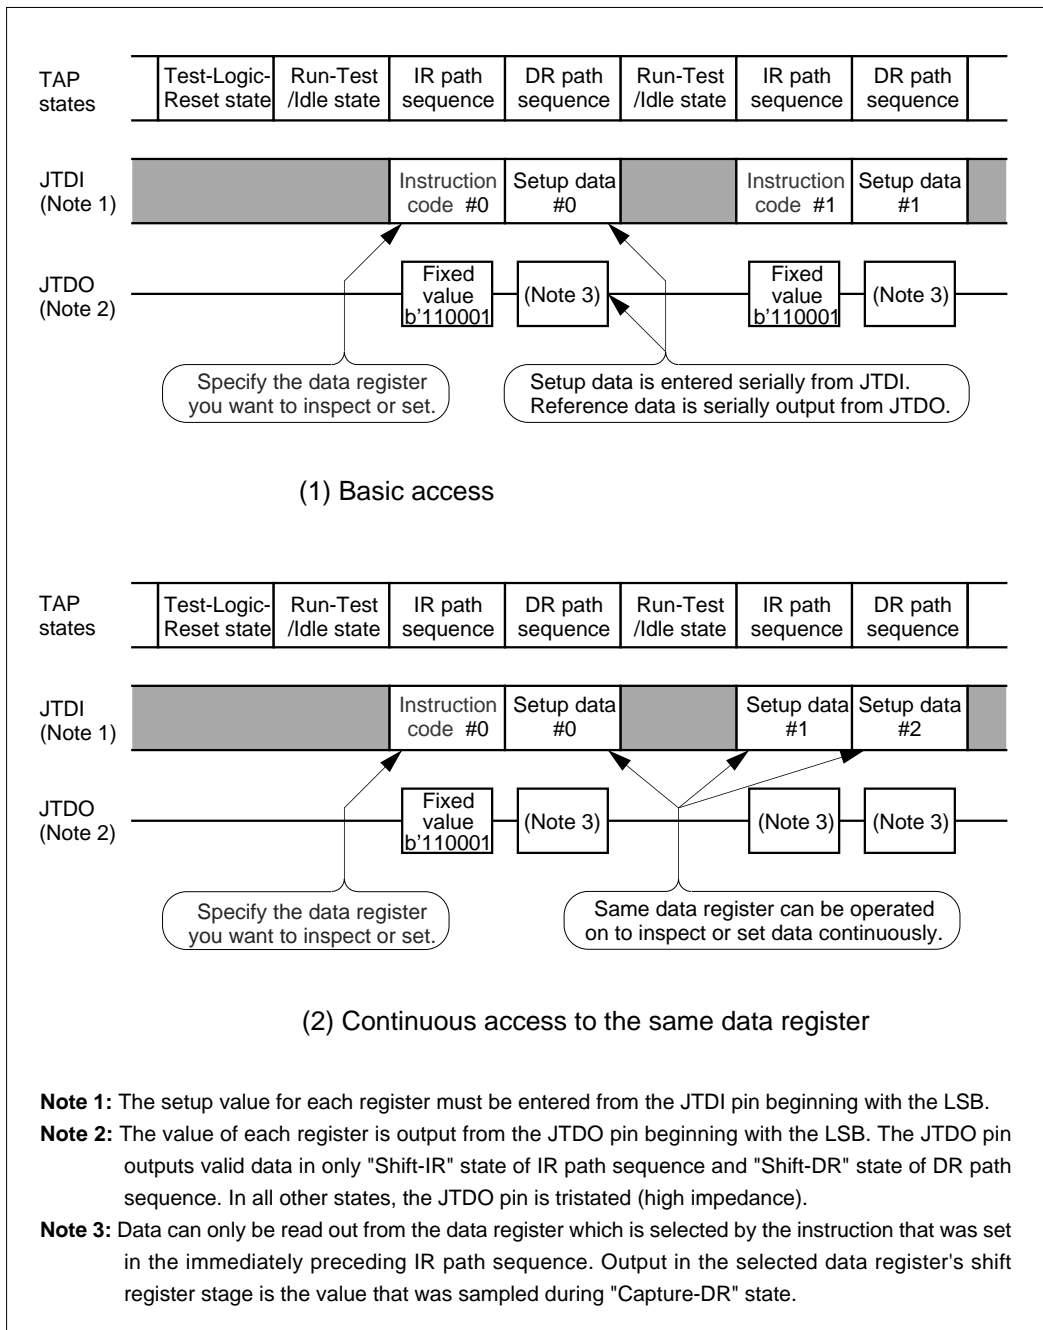 TAP
states
Test-Logic-
Reset state
Run-Test
/Idle state
IR path
sequence
DR path
sequence
Run-Test
/Idle state
IR path
sequence
DR path
sequence
JTDI
(Note 1)
Instruction
code #0
Setup data
#0
Instruction
code #1
Setup data
#1
JTDO
(Note 2)
Fixed
value
b'110001
(Note 3)
Fixed
value
b'110001
(Note 3)
Specify the data register
you want to inspect or set.
Setup data is entered serially from JTDI.
Reference data is serially output from JTDO.
(1) Basic access
TAP
states
Test-Logic-
Reset state
Run-Test
/Idle state
IR path
sequence
DR path
sequence
Run-Test
/Idle state
IR path
sequence
DR path
sequence
JTDI
(Note 1)
Instruction
code #0
Setup data
#0
Setup data
#1
Setup data
#2
JTDO
(Note 2)
Fixed
value
b'110001
(Note 3)
(Note 3)
(Note 3)
Specify the data register
you want to inspect or set.
Same data register can be operated
on to inspect or set data continuously.
(2) Continuous access to the same data register
Note 1: The setup value for each register must be entered from the JTDI pin beginning with the LSB.
Note 2: The value of each register is output from the JTDO pin beginning with the LSB. The JTDO pin
outputs valid data in only "Shift-IR" state of IR path sequence and "Shift-DR" state of DR path
sequence. In all other states, the JTDO pin is tristated (high impedance).
Note 3: Data can only be read out from the data register which is selected by the instruction that was set
in the immediately preceding IR path sequence. Output in the selected data register's shift
register stage is the value that was sampled during "Capture-DR" state.